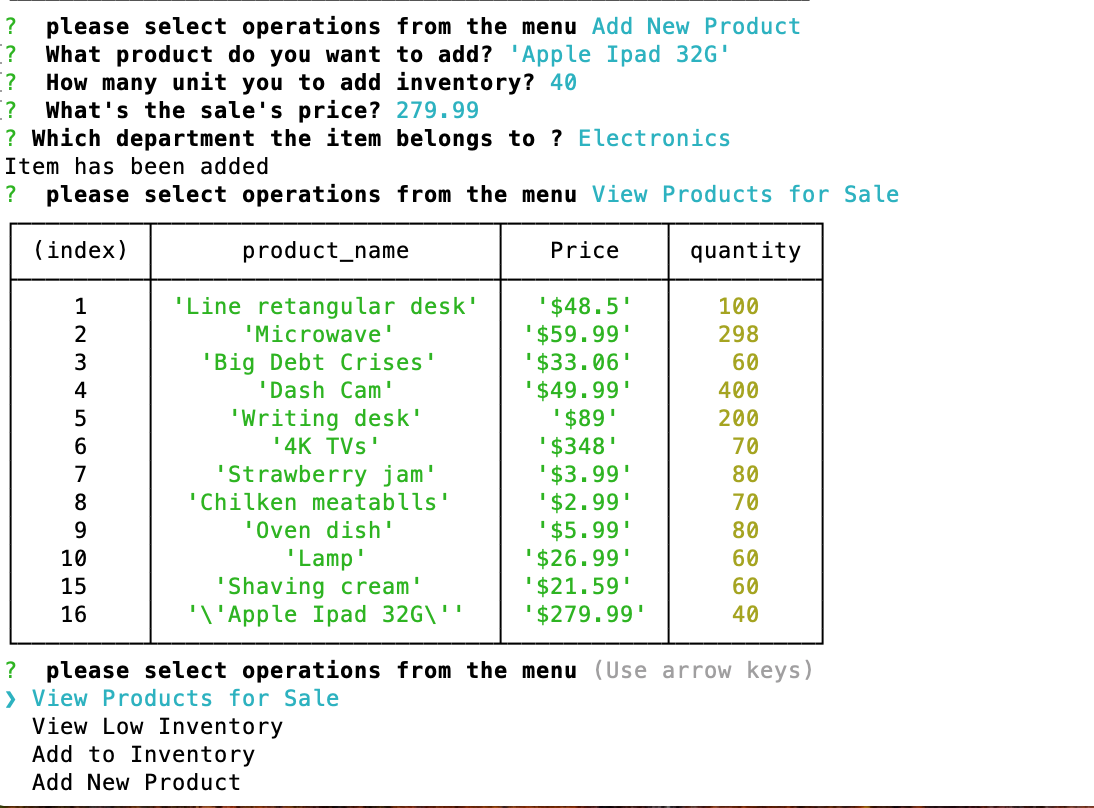 ? please select operations from the menu Add New Product
? What product do you want to add? 'Apple Ipad 32G'
? How many unit you to add inventory? 40
? What's the sale's price? 279.99
? Which department the item belongs to ? Electronics
Item has been added
? please select operations from the menu View Products for Sale
(index) product_name Price quantity
1 'Line retangular desk' '$48.5' 100
2 'Microwave' '$59.99' 298
3 'Big Debt Crises' '$33.06' 60
4 'Dash Cam' '$49.99' 400
5 'Writing desk' '$89' 200
6 '4K TVs' '$348' 70
7 'Strawberry jam' '$3.99' 80
8 'Chilken meatablls' '$2.99' 70
9 'Oven dish' '$5.99' 80
10 'Lamp' '$26.99' 60
15 'Shaving cream' '$21.59' 60
16 '\'Apple Ipad 32G\'' '$279.99' 40
? please select operations from the menu (Use arrow keys)
❯ View Products for Sale
View Low Inventory
Add to Inventory
Add New Product